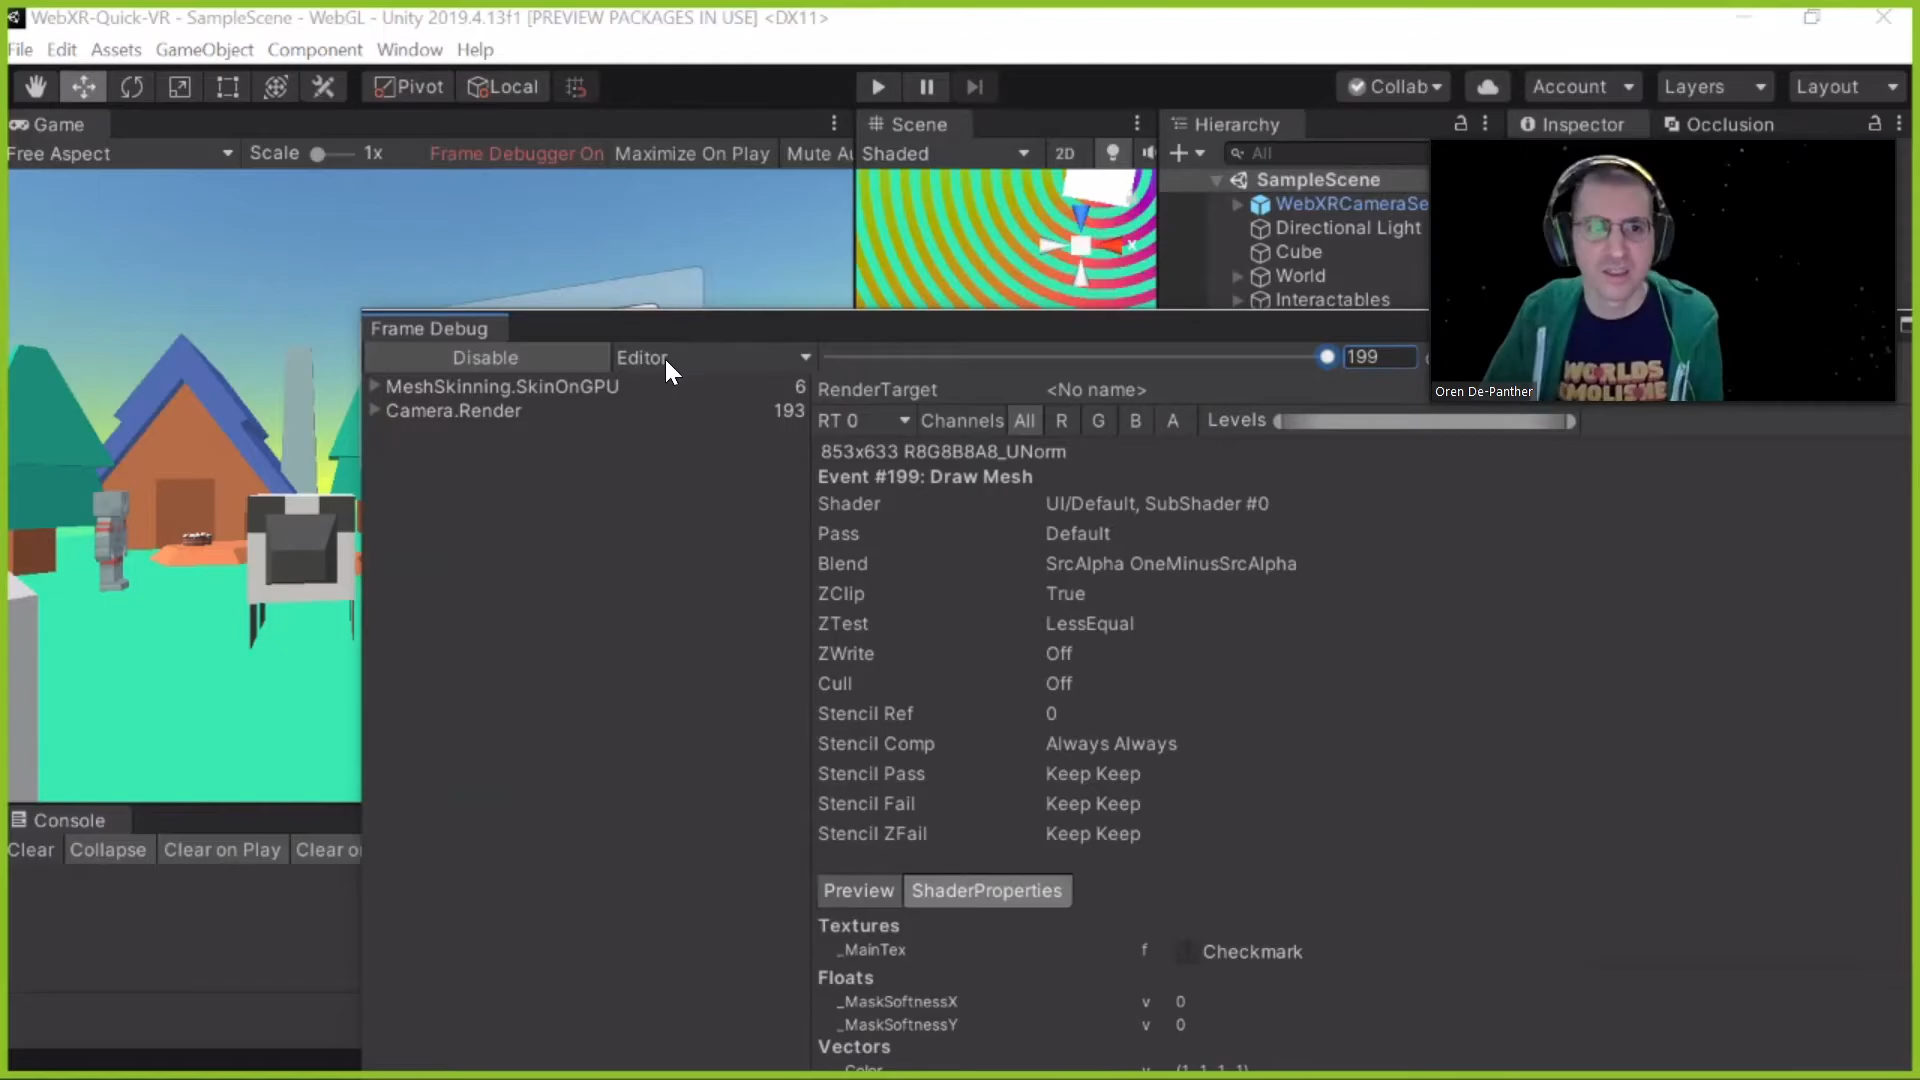 WebXR-Quick-VR - SampleScene - WebGL - Unity 2019.4.13f1 [PREVIEW PACKAGES IN USE] <DX11>
File Edit Assets GameObject Component Window Help
Pivot Local Collab Account Layers Layout
Game Scene Hierarchy Inspector Occlusion
Free Aspect Scale 1x Frame Debugger On Maximize On Play Mute Au Shaded 2D All
SampleScene
WebXRCameraSe
Directional Light
Cube
World
Interactables
x
WORLDS
Oren De-Panther
Frame Debug
Disable Editor 199
MeshSkinning.SkinOnGPU 6
Camera.Render 193
RenderTarget <No name>
RT 0 Channels All R G B A Levels
853x633 R8G8B8A8_UNorm
Event #199: Draw Mesh
Shader UI/Default, SubShader #0
Pass Default
Blend SrcAlpha OneMinusSrcAlpha
ZClip True
ZTest LessEqual
ZWrite Off
Cull Off
Stencil Ref 0
Stencil Comp Always Always
Stencil Pass Keep Keep
Stencil Fail Keep Keep
Stencil ZFail Keep Keep
Preview ShaderProperties
Textures
_MainTex f Checkmark
Floats
_MaskSoftnessX v 0
_MaskSoftnessY v 0
Vectors
_Color v (1, 1, 1, 1)
Console
Clear Collapse Clear on Play Clear o